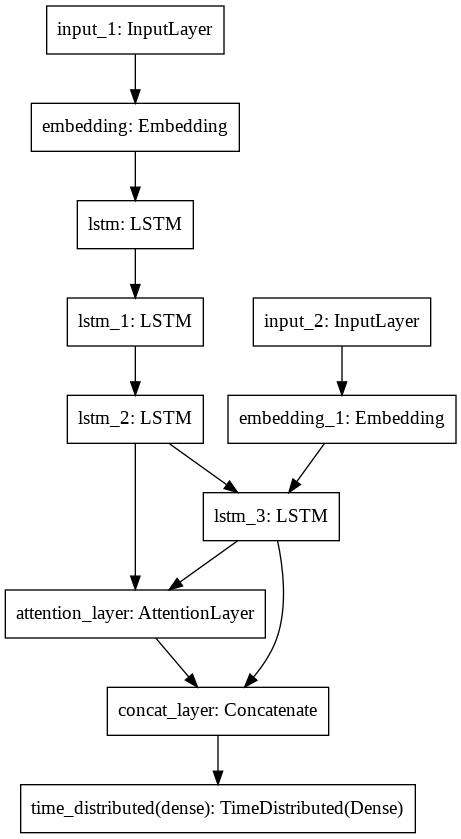 input_1: InputLayer
embedding: Embedding
lstm: LSTM
lstm_1: LSTM
input_2: InputLayer
lstm_2: LSTM
embedding_1: Embedding
lstm_3: LSTM
attention_layer: AttentionLayer
concat_layer: Concatenate
time_distributed(dense): TimeDistributed(Dense)